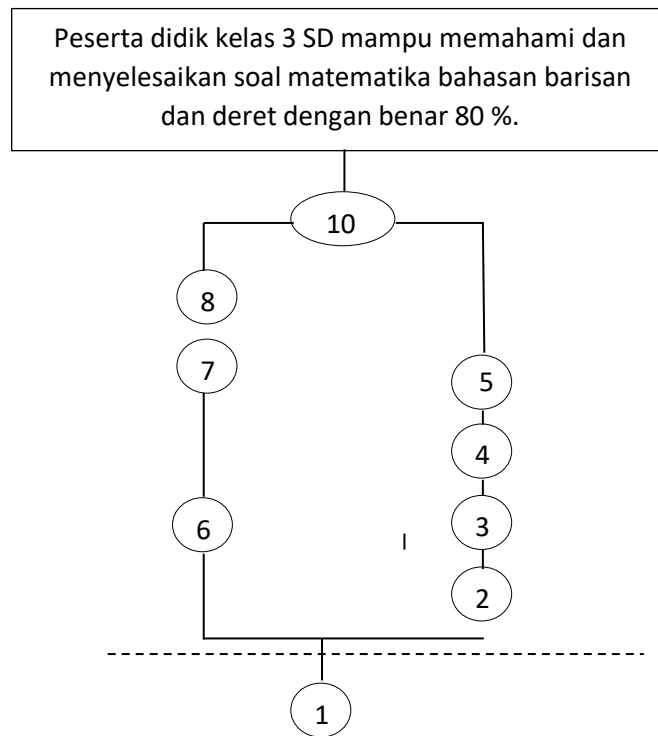 Peserta didik kelas 3 SD mampu memahami dan
menyelesaikan soal matematika bahasan barisan
dan deret dengan benar 80 %.
10
8
7
5
4
6
3
I
2
1